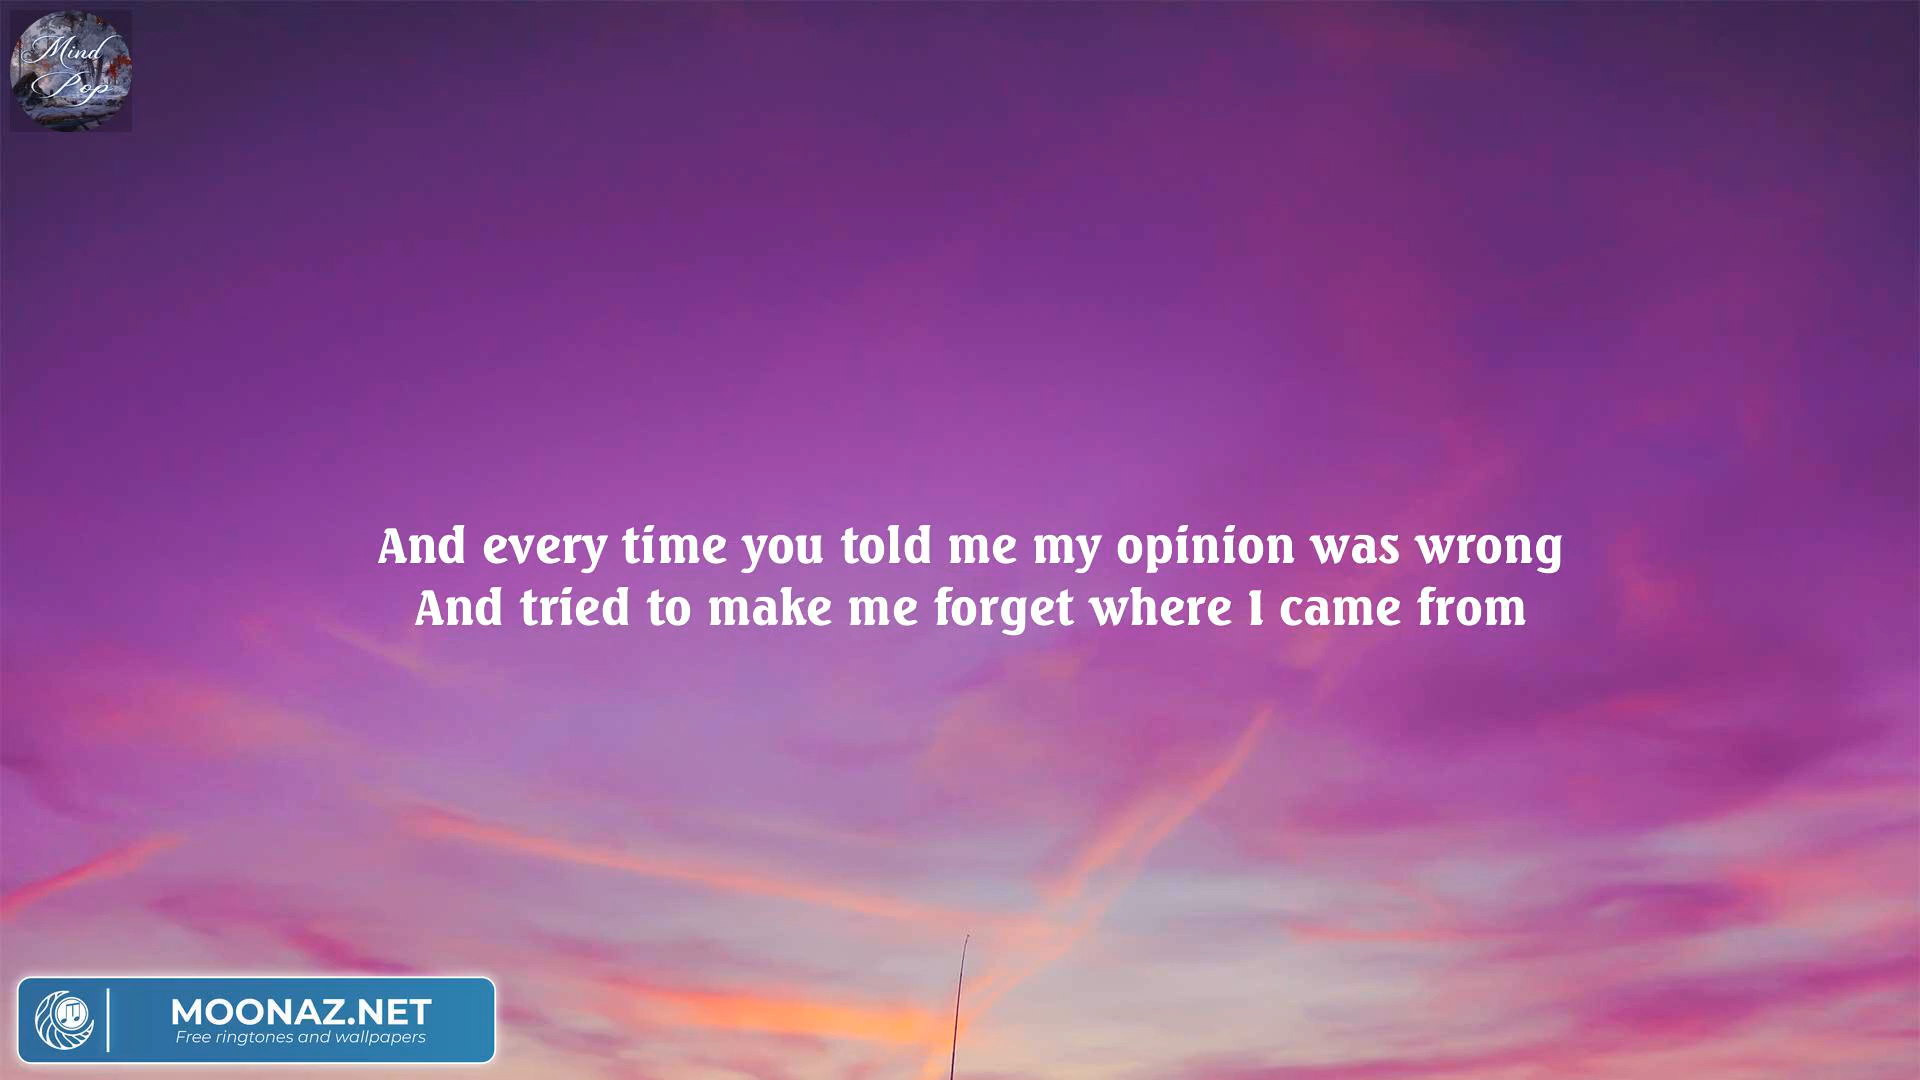 Mind
Pop
And every time you told me my opinion was wrong
And tried to make me forget where I came from
MOONAZ.NET
Free ringtones and wallpapers